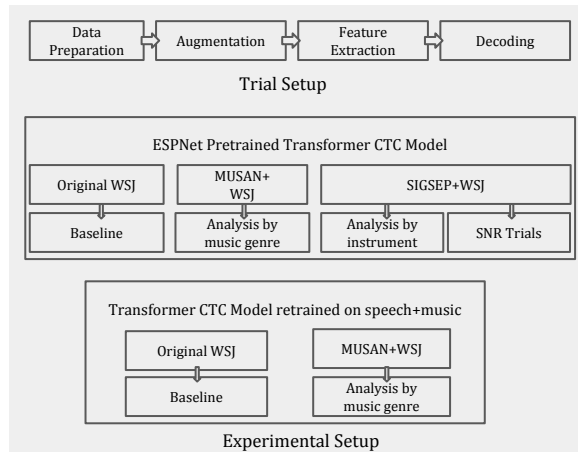 Data
Preparation
Augmentation
Feature
Extraction
Decoding
Trial Setup
ESPNet Pretrained Transformer CTC Model
Original WSJ
MUSAN+
WSJ
SIGSEP+WSJ
Baseline
Analysis by
music genre
Analysis by
instrument
SNR Trials
Transformer CTC Model retrained on speech+music
Original WSJ
MUSAN+WSJ
Baseline
Analysis by
music genre
Experimental Setup